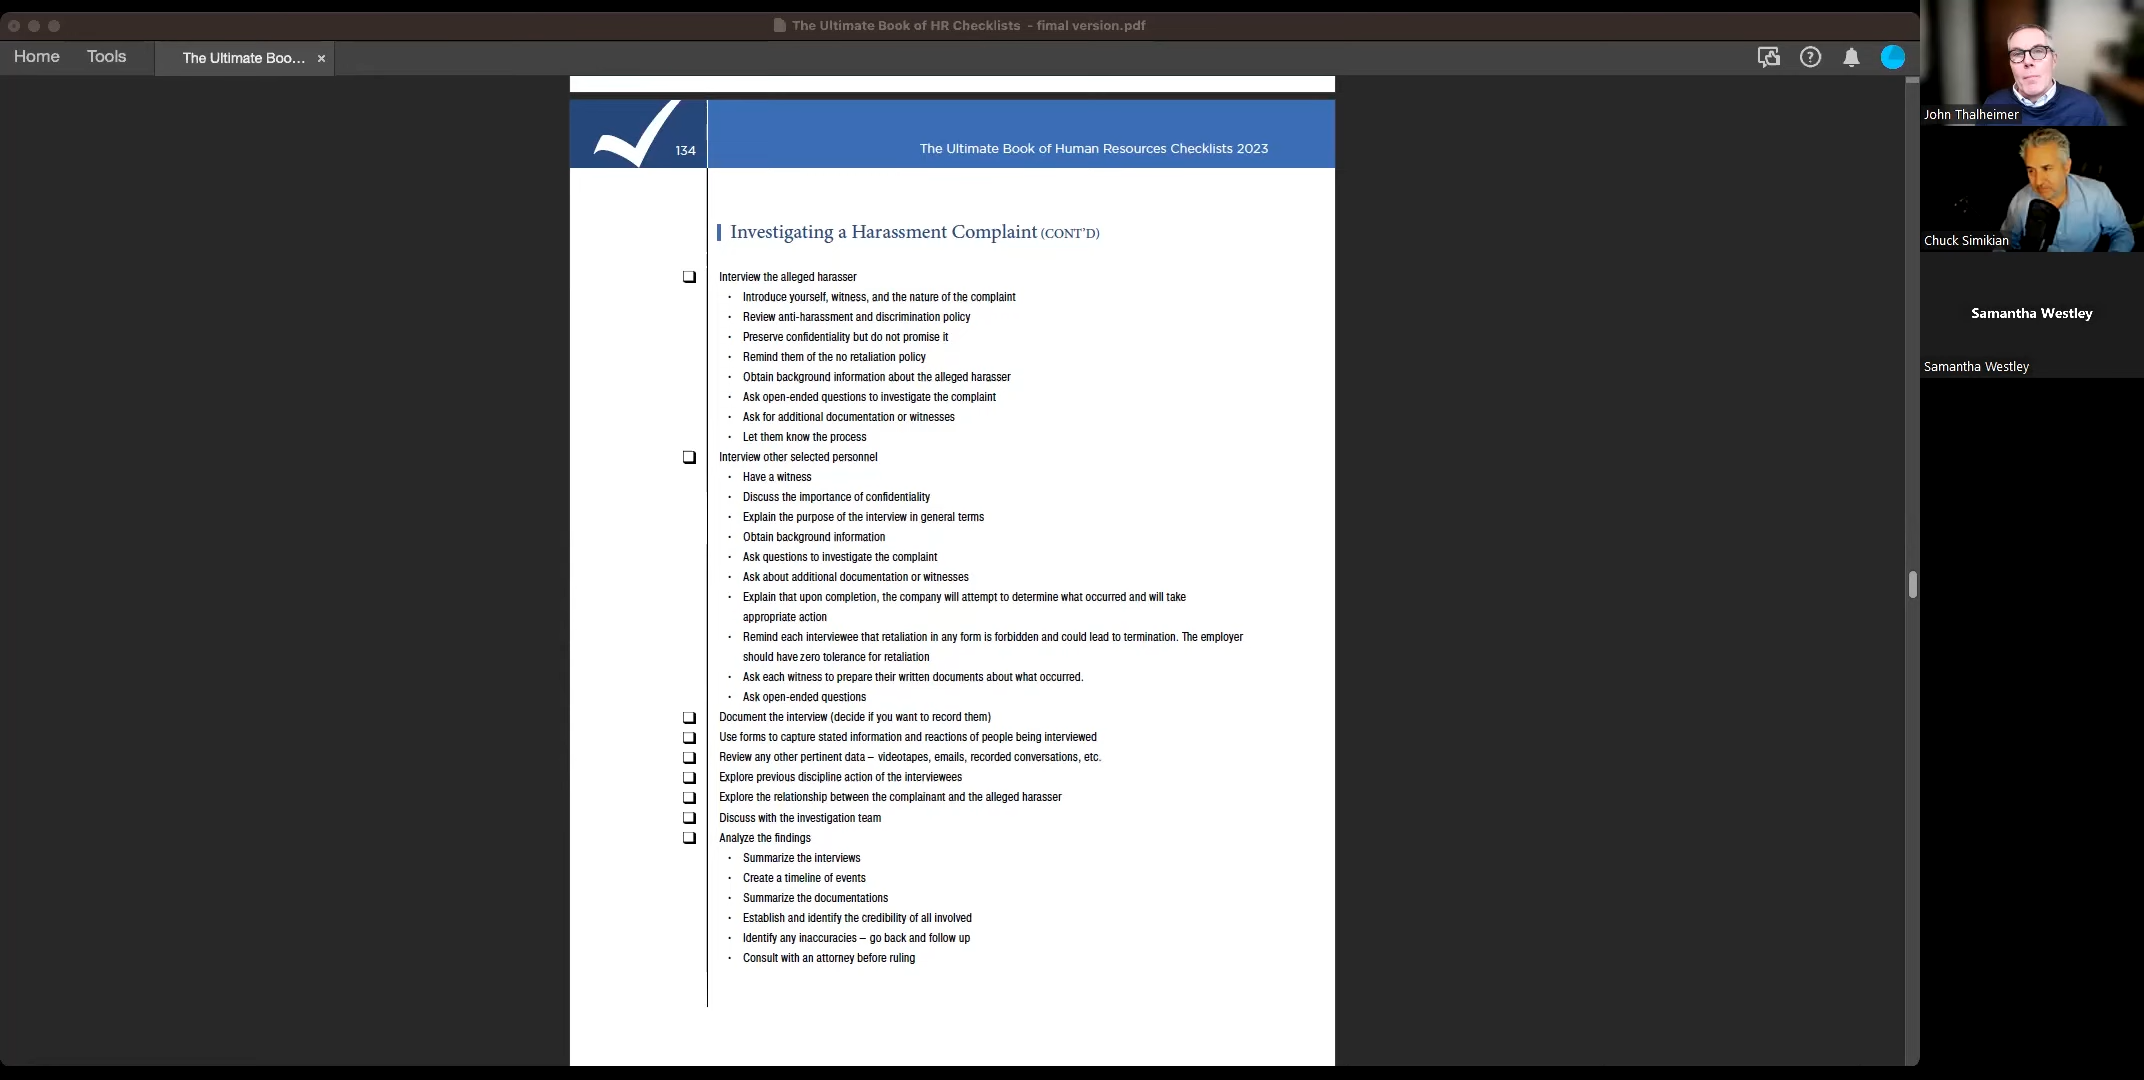 The Ultimate Book of HR Checklists - fimal version.pdf
Home
Tools
The Ultimate Boo...
134
The Ultimate Book of Human Resources Checklists 2023
Investigating a Harassment Complaint (CONT'D)
Interview the alleged harasser
· Introduce yourself, witness, and the nature of the complaint
· Review anti-harassment and discrimination policy
· Preserve confidentiality but do not promise it
· Remind them of the no retaliation policy
· Obtain background information about the alleged harasser
· Ask open-ended questions to investigate the complaint
· Ask for additional documentation or witnesses
· Let them know the process
Interview other selected personnel
· Have a witness
· Discuss the importance of confidentiality
· Explain the purpose of the interview in general terms
· Obtain background information
· Ask questions to investigate the complaint
· Ask about additional documentation or witnesses
· Explain that upon completion, the company will attempt to determine what occurred and will take
appropriate action
· Remind each interviewee that retaliation in any form is forbidden and could lead to termination. The employer
should have zero tolerance for retaliation
· Ask each witness to prepare their written documents about what occurred.
· Ask open-ended questions
Document the interview (decide if you want to record them)
Use forms to capture stated information and reactions of people being interviewed
Review any other pertinent data – videotapes, emails, recorded conversations, etc.
Explore previous discipline action of the interviewees
Explore the relationship between the complainant and the alleged harasser
Discuss with the investigation team
Analyze the findings
· Summarize the interviews
· Create a timeline of events
· Summarize the documentations
· Establish and identify the credibility of all involved
· Identify any inaccuracies – go back and follow up
· Consult with an attorney before ruling
John Thalheimer
Chuck Simikian
Samantha Westley
Samantha Westley